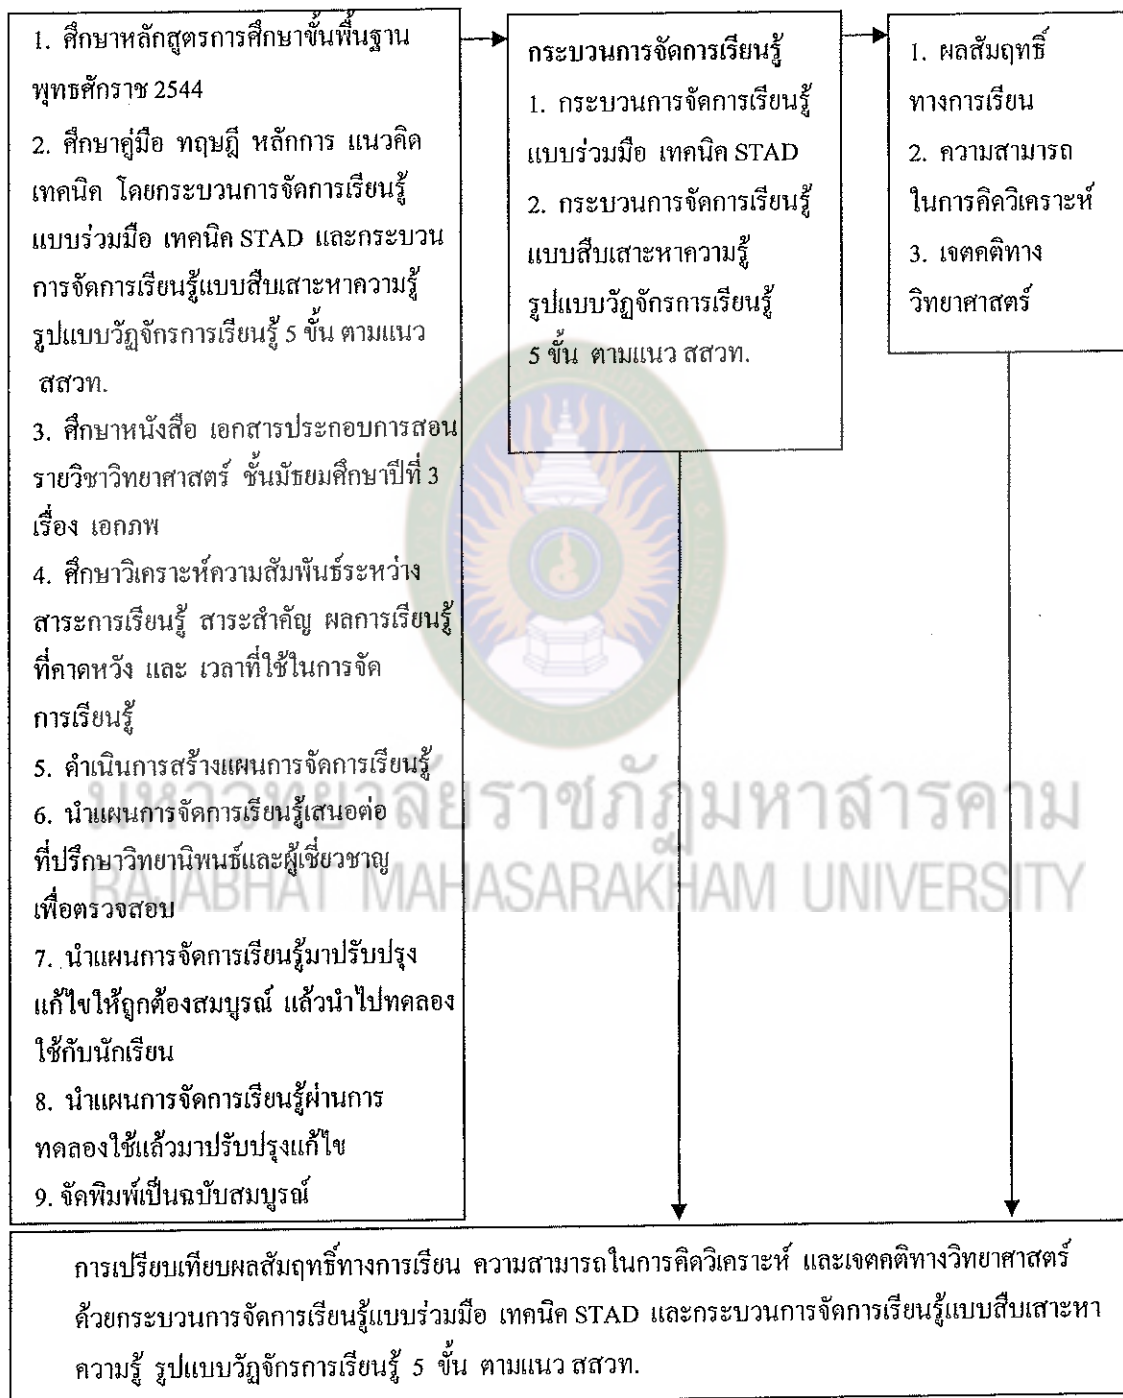 1. ศึกษาหลักสูตรการศึกษาขั้นพื้นฐาน
พุทธศักราช 2544
2. ศึกษาคู่มือ ทฤษฎี หลักการ แนวคิด
เทคนิค โดยกระบวนการจัดการเรียนรู้
แบบร่วมมือ เทคนิค STAD และกระบวน
การจัดการเรียนรู้แบบสืบเสาะหาความรู้
รูปแบบวัฏจักรการเรียนรู้ 5 ขั้น ตามแนว
สสวท.
3. ศึกษาหนังสือ เอกสารประกอบการสอน
รายวิชาวิทยาศาสตร์ ชั้นมัธยมศึกษาปีที่ 3
เรื่อง เอกภพ
4. ศึกษาวิเคราะห์ความสัมพันธ์ระหว่าง
สาระการเรียนรู้ สาระสำคัญ ผลการเรียนรู้
ที่คาดหวัง และ เวลาที่ใช้ในการจัด
การเรียนรู้
5. ดำเนินการสร้างแผนการจัดการเรียนรู้
6. นำแผนการจัดการเรียนรู้เสนอต่อ
ที่ปรึกษาวิทยานิพนธ์และผู้เชี่ยวชาญ
เพื่อตรวจสอบ
7. นำแผนการจัดการเรียนรู้มาปรับปรุง
แก้ไขให้ถูกต้องสมบูรณ์ แล้วนำไปทดลอง
ใช้กับนักเรียน
8. นำแผนการจัดการเรียนรู้ผ่านการ
ทดลองใช้แล้วมาปรับปรุงแก้ไข
9. จัดพิมพ์เป็นฉบับสมบูรณ์
กระบวนการจัดการเรียนรู้
1. กระบวนการจัดการเรียนรู้
แบบร่วมมือ เทคนิค STAD
2. กระบวนการจัดการเรียนรู้
แบบสืบเสาะหาความรู้
รูปแบบวัฏจักรการเรียนรู้
5 ขั้น ตามแนว สสวท.
1. ผลสัมฤทธิ์
ทางการเรียน
2. ความสามารถ
ในการคิดวิเคราะห์
3. เจตคติทาง
วิทยาศาสตร์
มหาวิทยาลัยราชภัฏมหาสารคาม
RAJABHAT MAHASARAKHAM UNIVERSITY
การเปรียบเทียบผลสัมฤทธิ์ทางการเรียน ความสามารถในการคิดวิเคราะห์ และเจตคติทางวิทยาศาสตร์
ด้วยกระบวนการจัดการเรียนรู้แบบร่วมมือ เทคนิค STAD และกระบวนการจัดการเรียนรู้แบบสืบเสาะหา
ความรู้ รูปแบบวัฏจักรการเรียนรู้ 5 ขั้น ตามแนว สสวท.